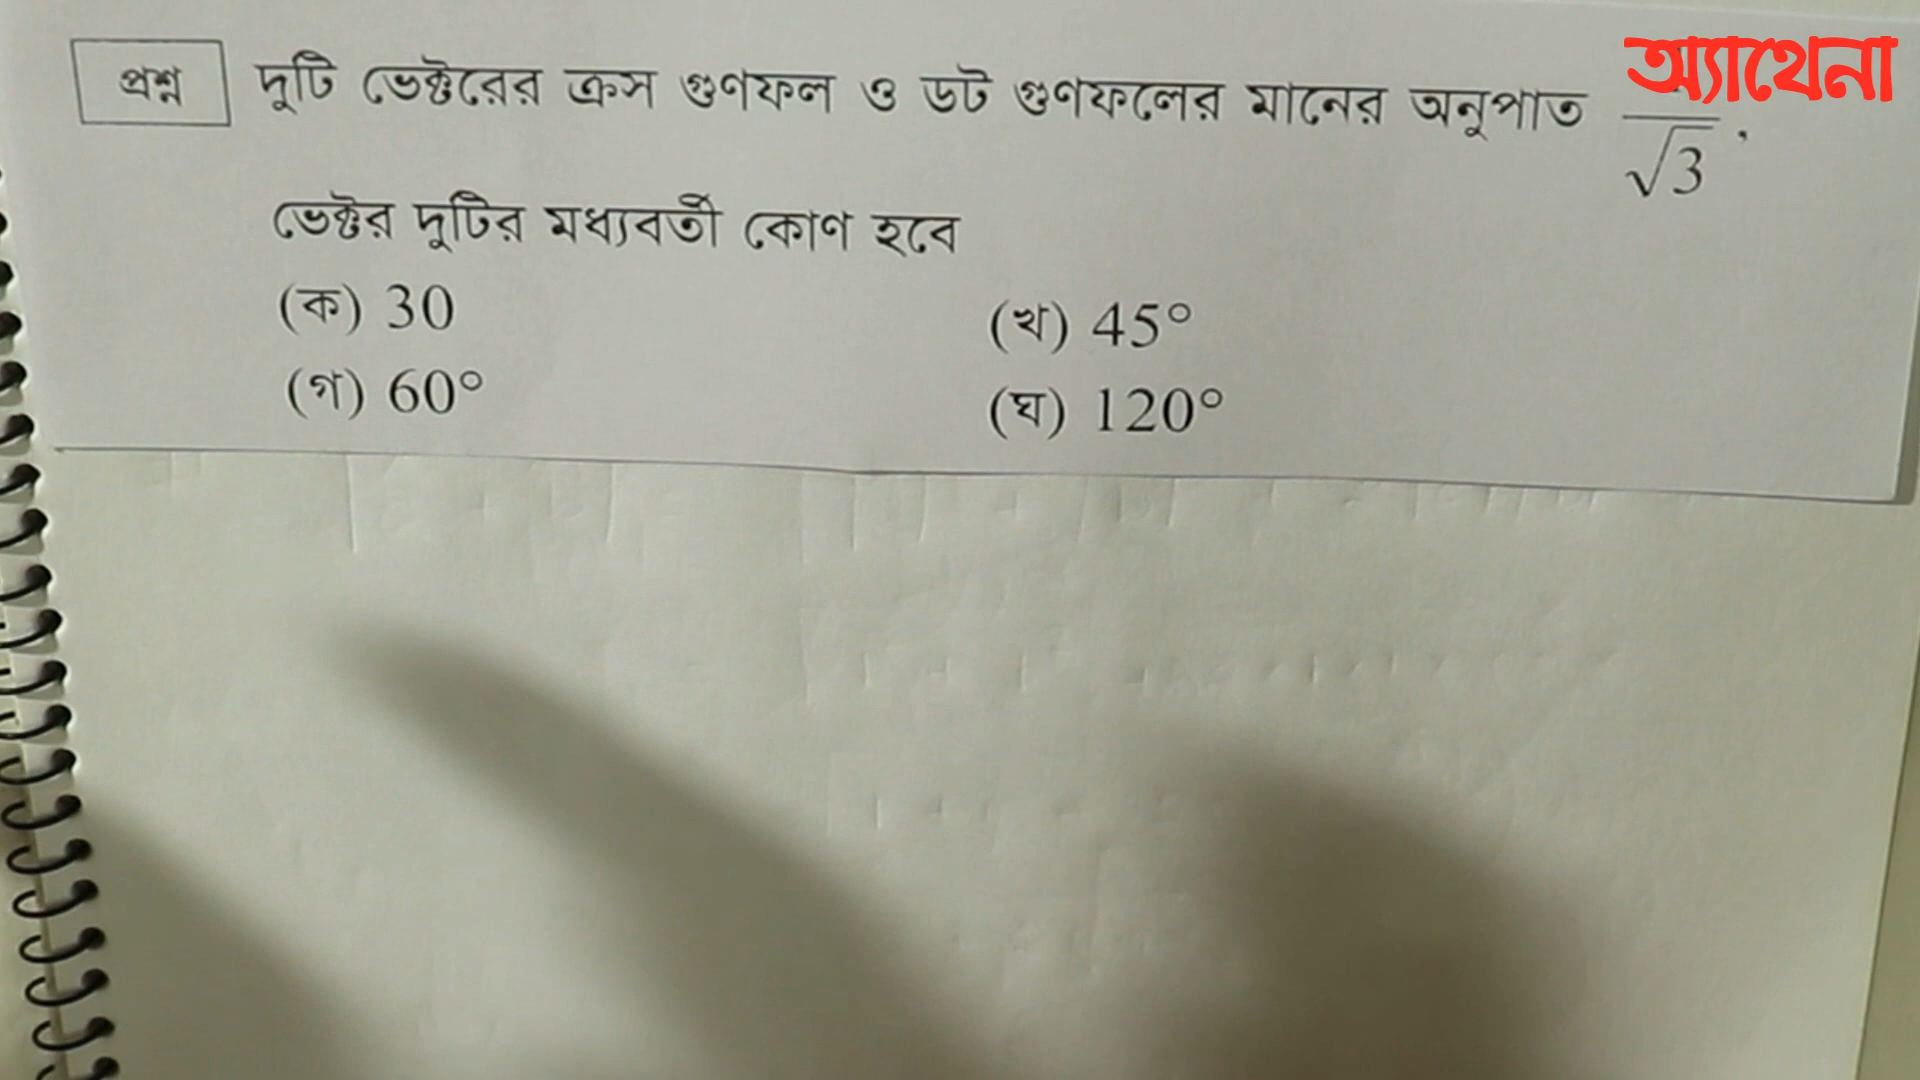 অ্যাথেনা
প্রশ্ন দুটি ভেক্টরের ক্রস গুণফল ও ডট গুণফলের মানের অনুপাত √3 '
ভেক্টর দুটির মধ্যবর্তী কোণ হবে
(ক) 30 (খ) 45°
(গ) 60° (ঘ) 120°